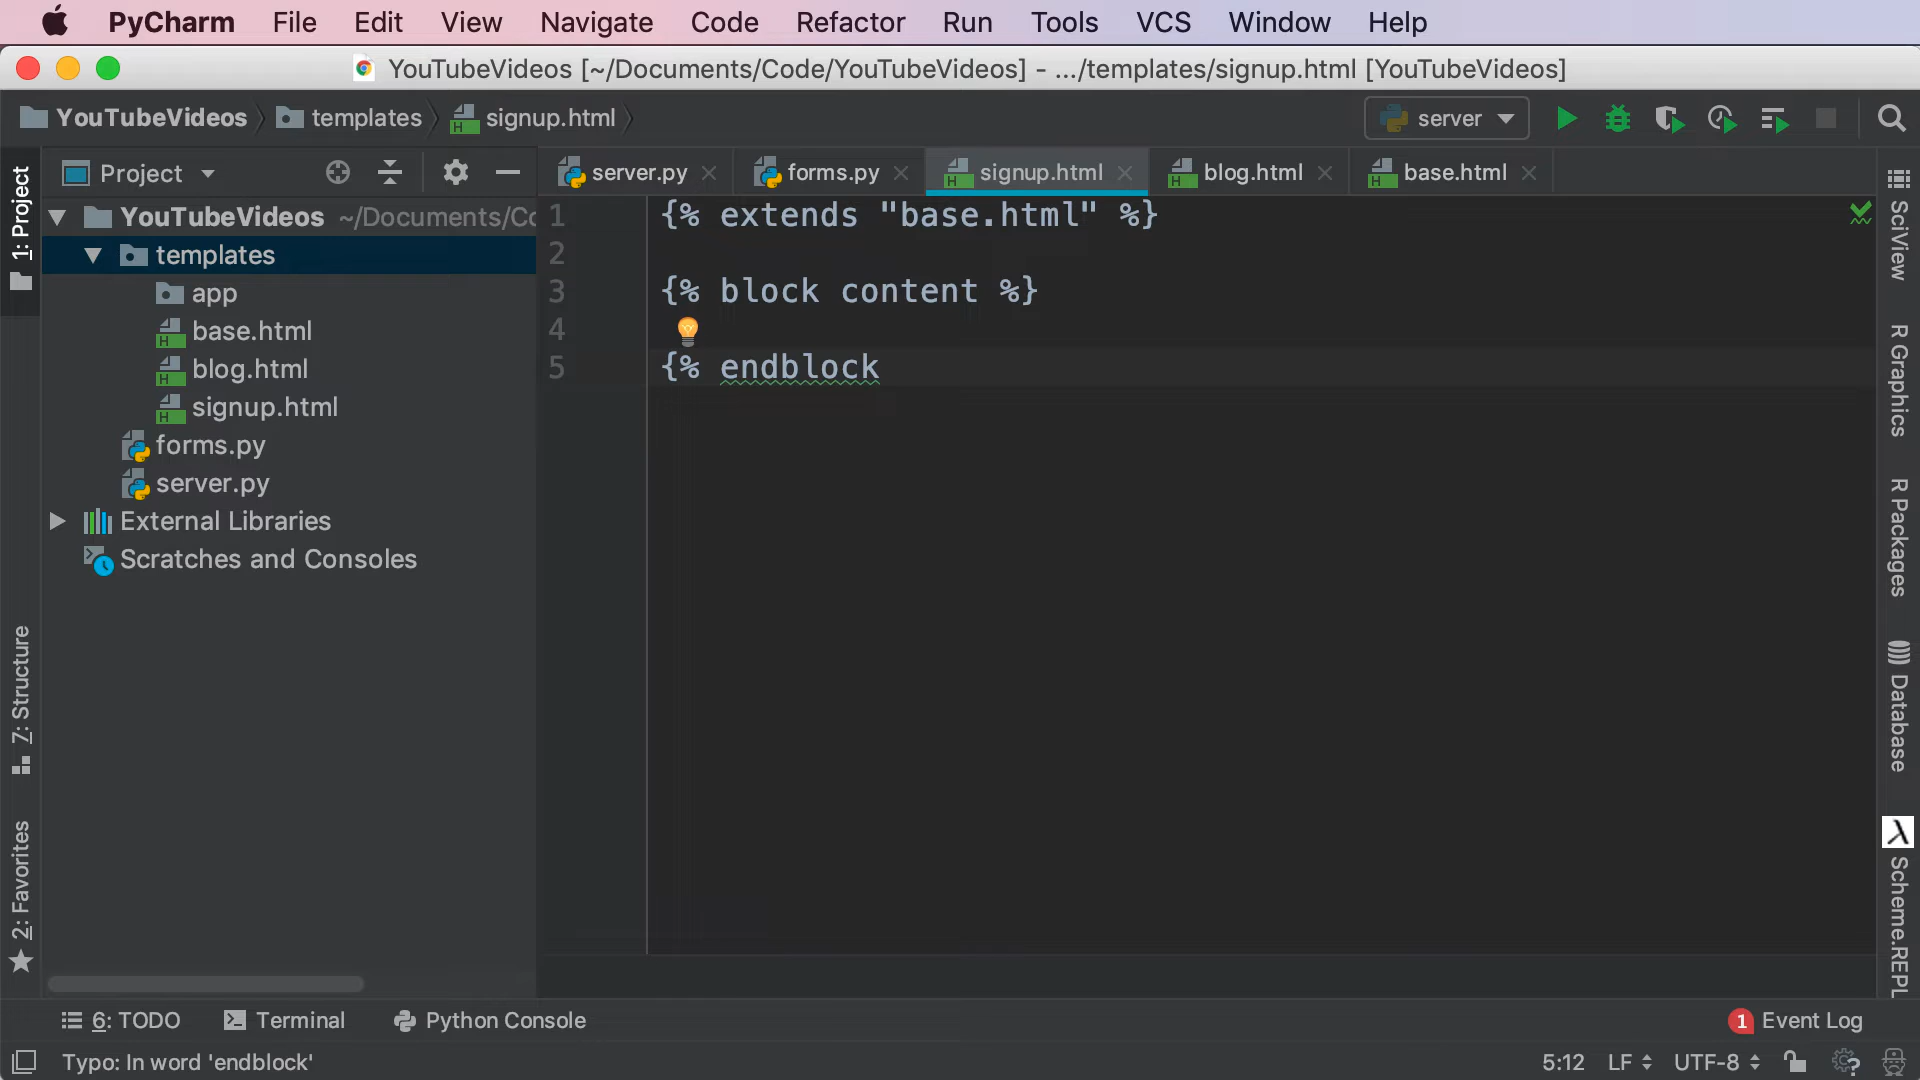 PyCharm File Edit View Navigate Code Refactor Run Tools VCS Window Help
YouTubeVideos [~/Documents/Code/YouTubeVideos] - .../templates/signup.html [YouTubeVideos]
YouTubeVideos templates signup.html server
Project server.py forms.py signup.html blog.html base.html
1: Project
7: Structure
2: Favorites
YouTubeVideos ~/Documents/Co
templates
app
base.html
blog.html
signup.html
forms.py
server.py
External Libraries
Scratches and Consoles
1 {% extends "base.html" %}
2
3 {% block content %}
4
5 {% endblock
SciView
R Graphics
R Packages
Database
Scheme.REPL
6: TODO Terminal Python Console 1 Event Log
Typo: In word 'endblock' 5:12 LF UTF-8